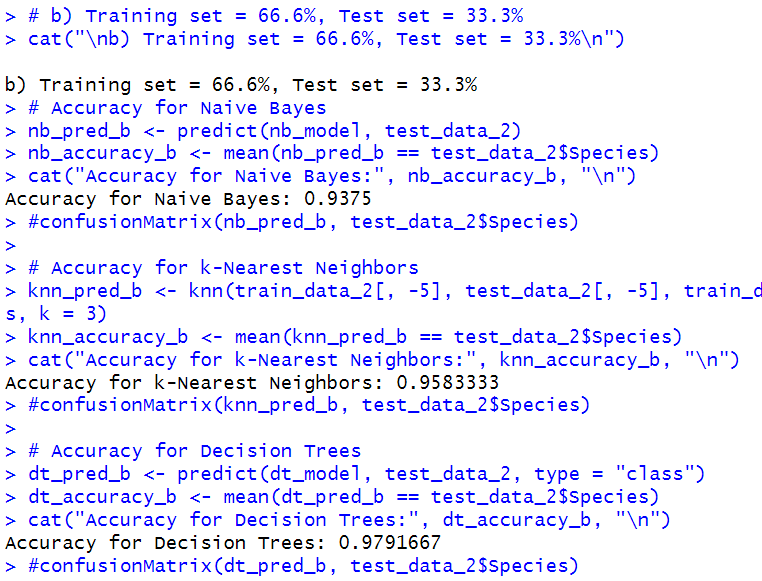 > # b) Training set = 66.6%, Test set = 33.3%
> cat("\nb) Training set = 66.6%, Test set = 33.3%\n")

b) Training set = 66.6%, Test set = 33.3%
> # Accuracy for Naive Bayes
> nb_pred_b <- predict(nb_model, test_data_2)
> nb_accuracy_b <- mean(nb_pred_b == test_data_2$Species)
> cat("Accuracy for Naive Bayes:", nb_accuracy_b, "\n")
Accuracy for Naive Bayes: 0.9375
> #confusionMatrix(nb_pred_b, test_data_2$Species)
>
> # Accuracy for k-Nearest Neighbors
> knn_pred_b <- knn(train_data_2[, -5], test_data_2[, -5], train_d
s, k = 3)
> knn_accuracy_b <- mean(knn_pred_b == test_data_2$Species)
> cat("Accuracy for k-Nearest Neighbors:", knn_accuracy_b, "\n")
Accuracy for k-Nearest Neighbors: 0.9583333
> #confusionMatrix(knn_pred_b, test_data_2$Species)
>
> # Accuracy for Decision Trees
> dt_pred_b <- predict(dt_model, test_data_2, type = "class")
> dt_accuracy_b <- mean(dt_pred_b == test_data_2$Species)
> cat("Accuracy for Decision Trees:", dt_accuracy_b, "\n")
Accuracy for Decision Trees: 0.9791667
> #confusionMatrix(dt_pred_b, test_data_2$Species)